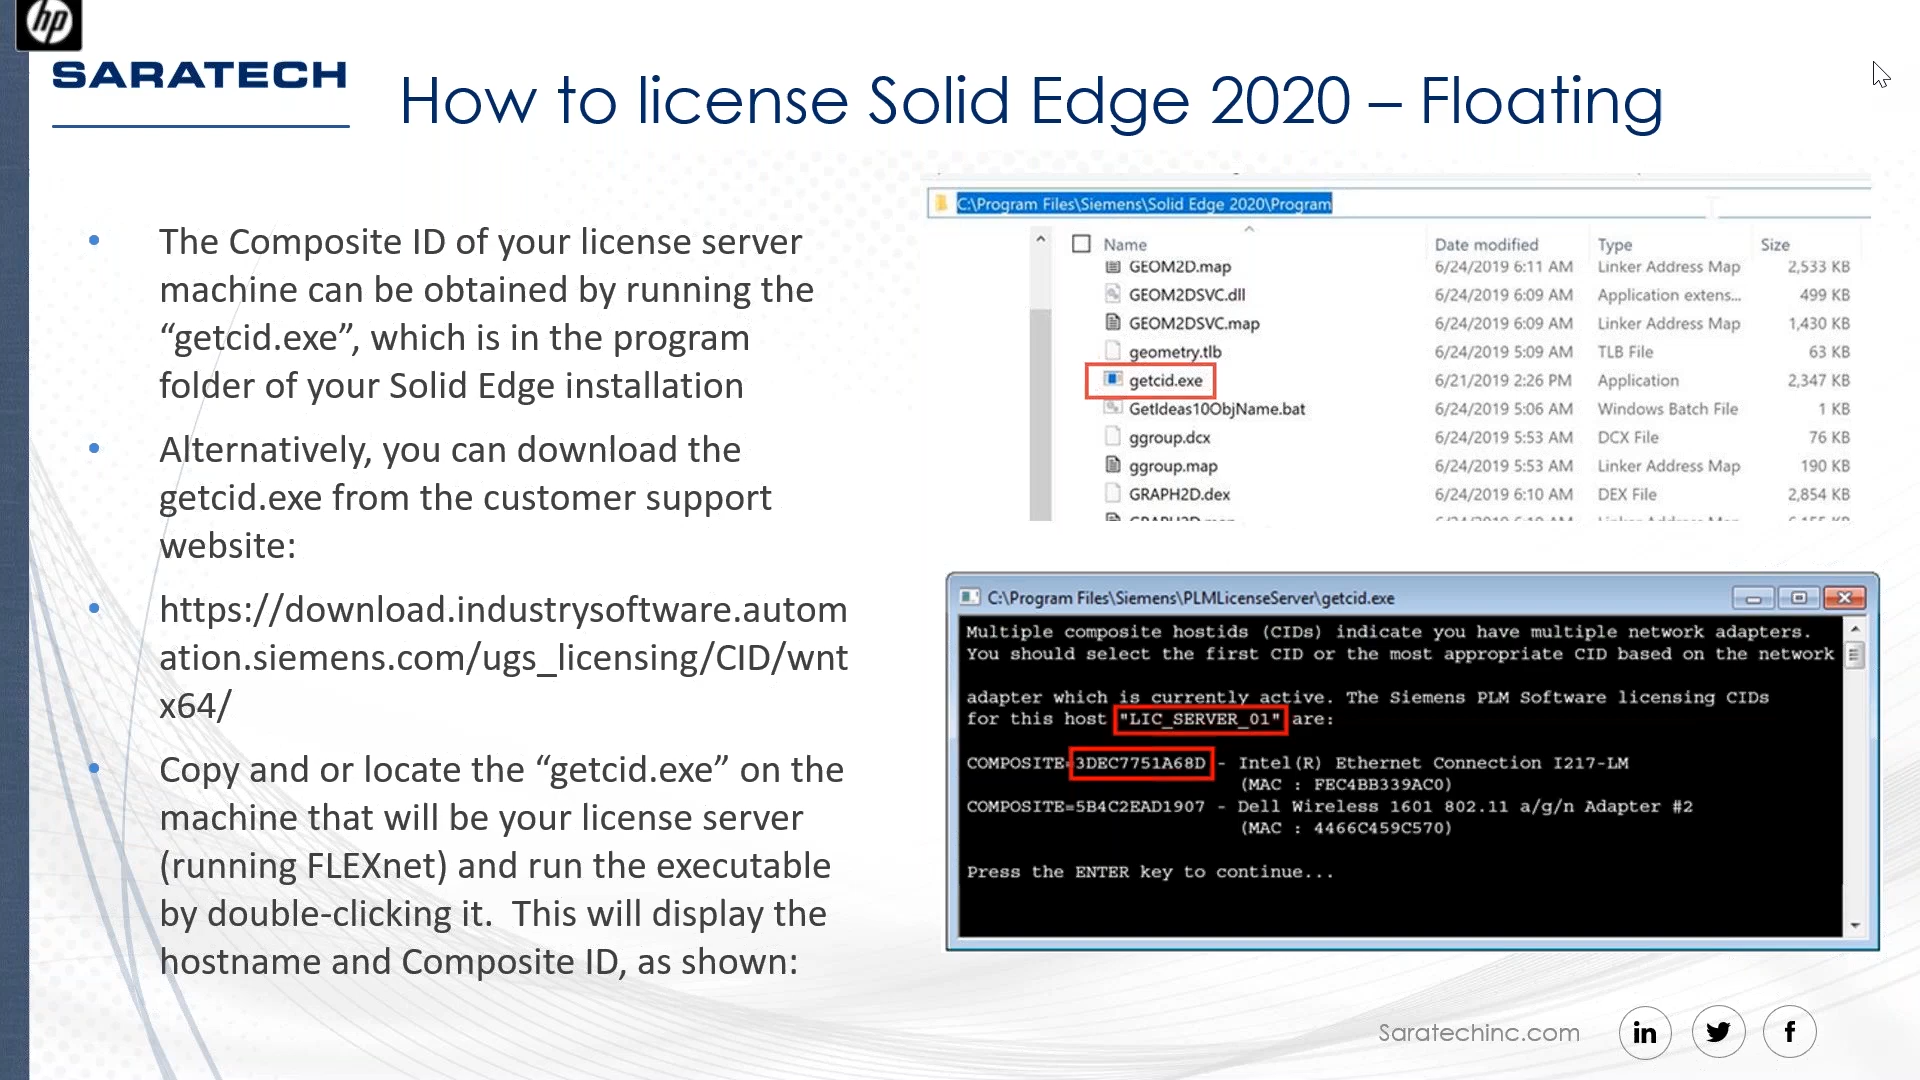 hp
SARATECH
How to license Solid Edge 2020 – Floating
• The Composite ID of your license server
machine can be obtained by running the
“getcid.exe”, which is in the program
folder of your Solid Edge installation
• Alternatively, you can download the
getcid.exe from the customer support
website:
• https://download.industrysoftware.autom
ation.siemens.com/ugs_licensing/CID/wnt
x64/
• Copy and or locate the “getcid.exe” on the
machine that will be your license server
(running FLEXnet) and run the executable
by double-clicking it.  This will display the
hostname and Composite ID, as shown:
C:\Program Files\Siemens\Solid Edge 2020\Program
Name Date modified Type Size
GEOM2D.map 6/24/2019 6:11 AM Linker Address Map 2,533 KB
GEOM2DSVC.dll 6/24/2019 6:09 AM Application extens... 499 KB
GEOM2DSVC.map 6/24/2019 6:09 AM Linker Address Map 1,430 KB
geometry.tlb 6/24/2019 5:09 AM TLB File 63 KB
getcid.exe 6/21/2019 2:26 PM Application 2,347 KB
GetIdeas10ObjName.bat 6/24/2019 5:06 AM Windows Batch File 1 KB
ggroup.dcx 6/24/2019 5:53 AM DCX File 76 KB
ggroup.map 6/24/2019 5:53 AM Linker Address Map 190 KB
GRAPH2D.dex 6/24/2019 6:10 AM DEX File 2,854 KB
C:\Program Files\Siemens\PLMLicenseServer\getcid.exe
Multiple composite hostids (CIDs) indicate you have multiple network adapters.
You should select the first CID or the most appropriate CID based on the network
adapter which is currently active. The Siemens PLM Software licensing CIDs
for this host "LIC_SERVER_01" are:
COMPOSITE=3DEC7751A68D - Intel(R) Ethernet Connection I217-LM
(MAC : FEC4BB339AC0)
COMPOSITE=5B4C2EAD1907 - Dell Wireless 1601 802.11 a/g/n Adapter #2
(MAC : 4466C459C570)
Press the ENTER key to continue...
Saratechinc.com in f